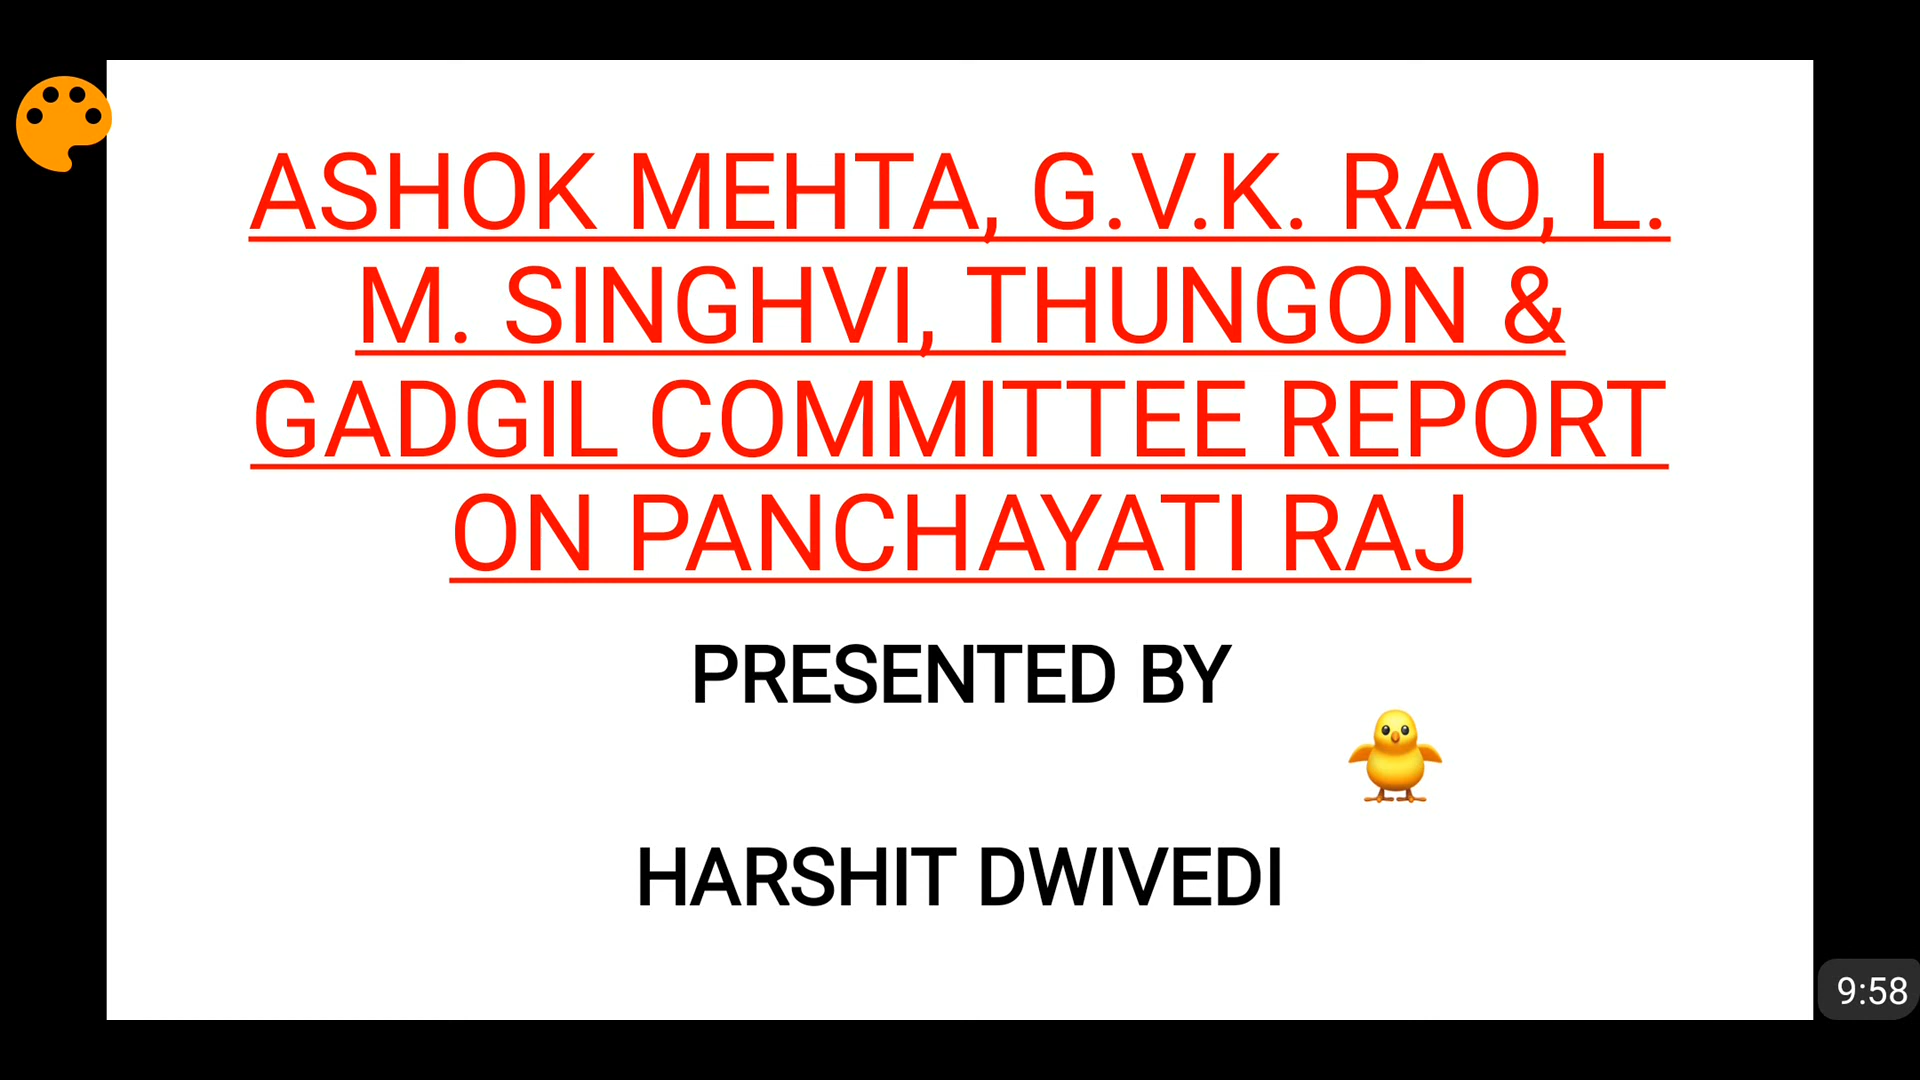 ASHOK MEHTA, G.V.K. RAO, L.
M. SINGHVI, THUNGON &
GADGIL COMMITTEE REPORT
ON PANCHAYATI RAJ
PRESENTED BY
HARSHIT DWIVEDI
9:58